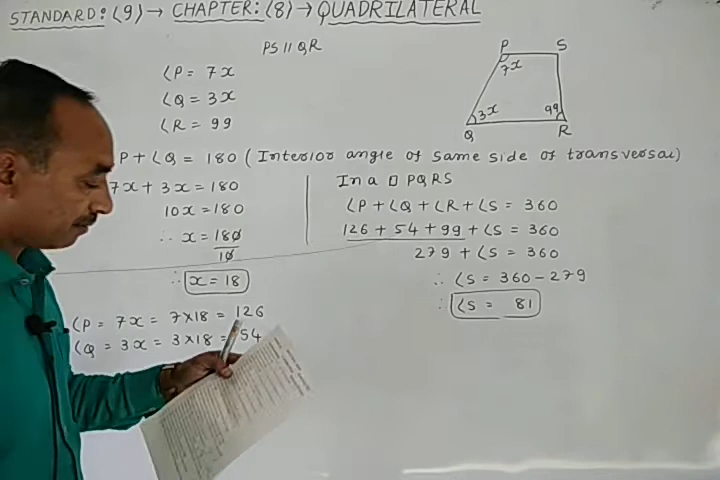 STANDARD: (9) → CHAPTER: (8) → QUADRILATERAL
PS // QR
∠P = 7x
∠Q = 3x
∠R = 99
P S
7x
3x 99
Q R
P + ∠Q = 180 (Interior angle of same side of transversal)
7x + 3x = 180
10x = 180
∴ x = 180
10
∴ x = 18
∠P = 7x = 7×18 = 126
∠Q = 3x = 3×18 = 54
In a □ PQRS
∠P + ∠Q + ∠R + ∠S = 360
126 + 54 + 99 + ∠S = 360
279 + ∠S = 360
∴ ∠S = 360 - 279
∴ ∠S = 81